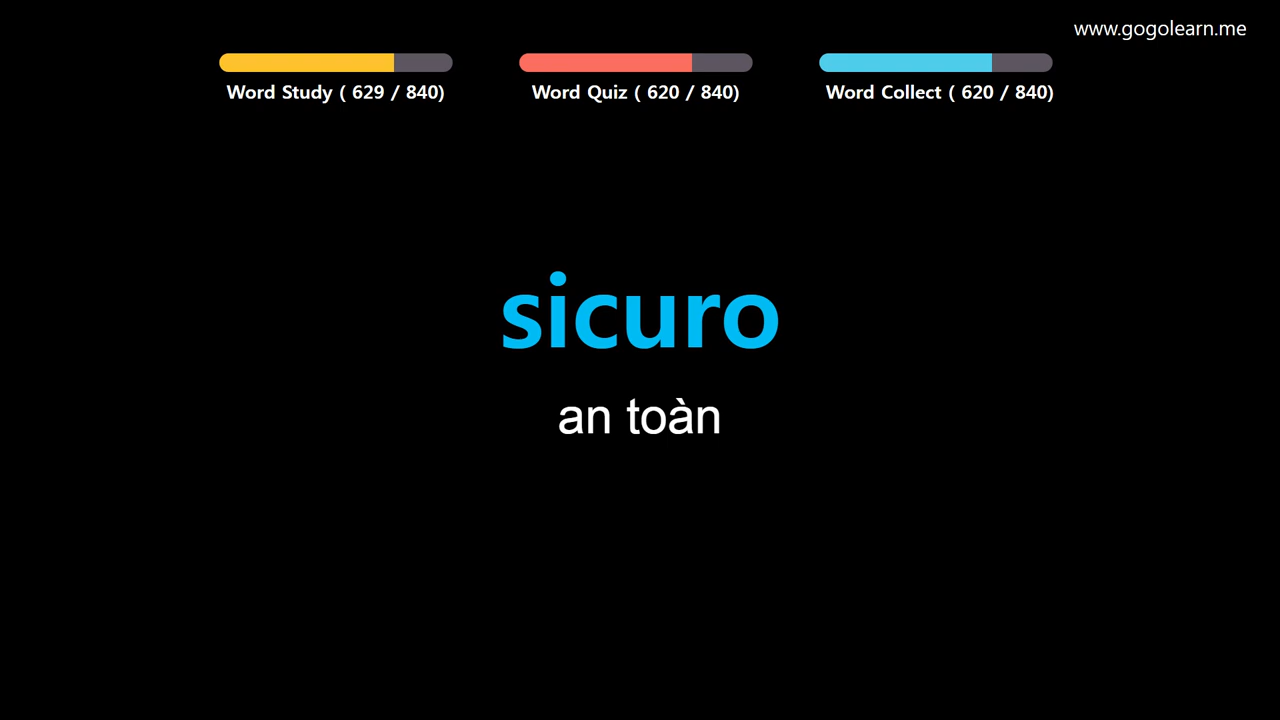 www.gogolearn.me
Word Study ( 629 / 840)
Word Quiz ( 620 / 840)
Word Collect ( 620 / 840)
sicuro
an toàn